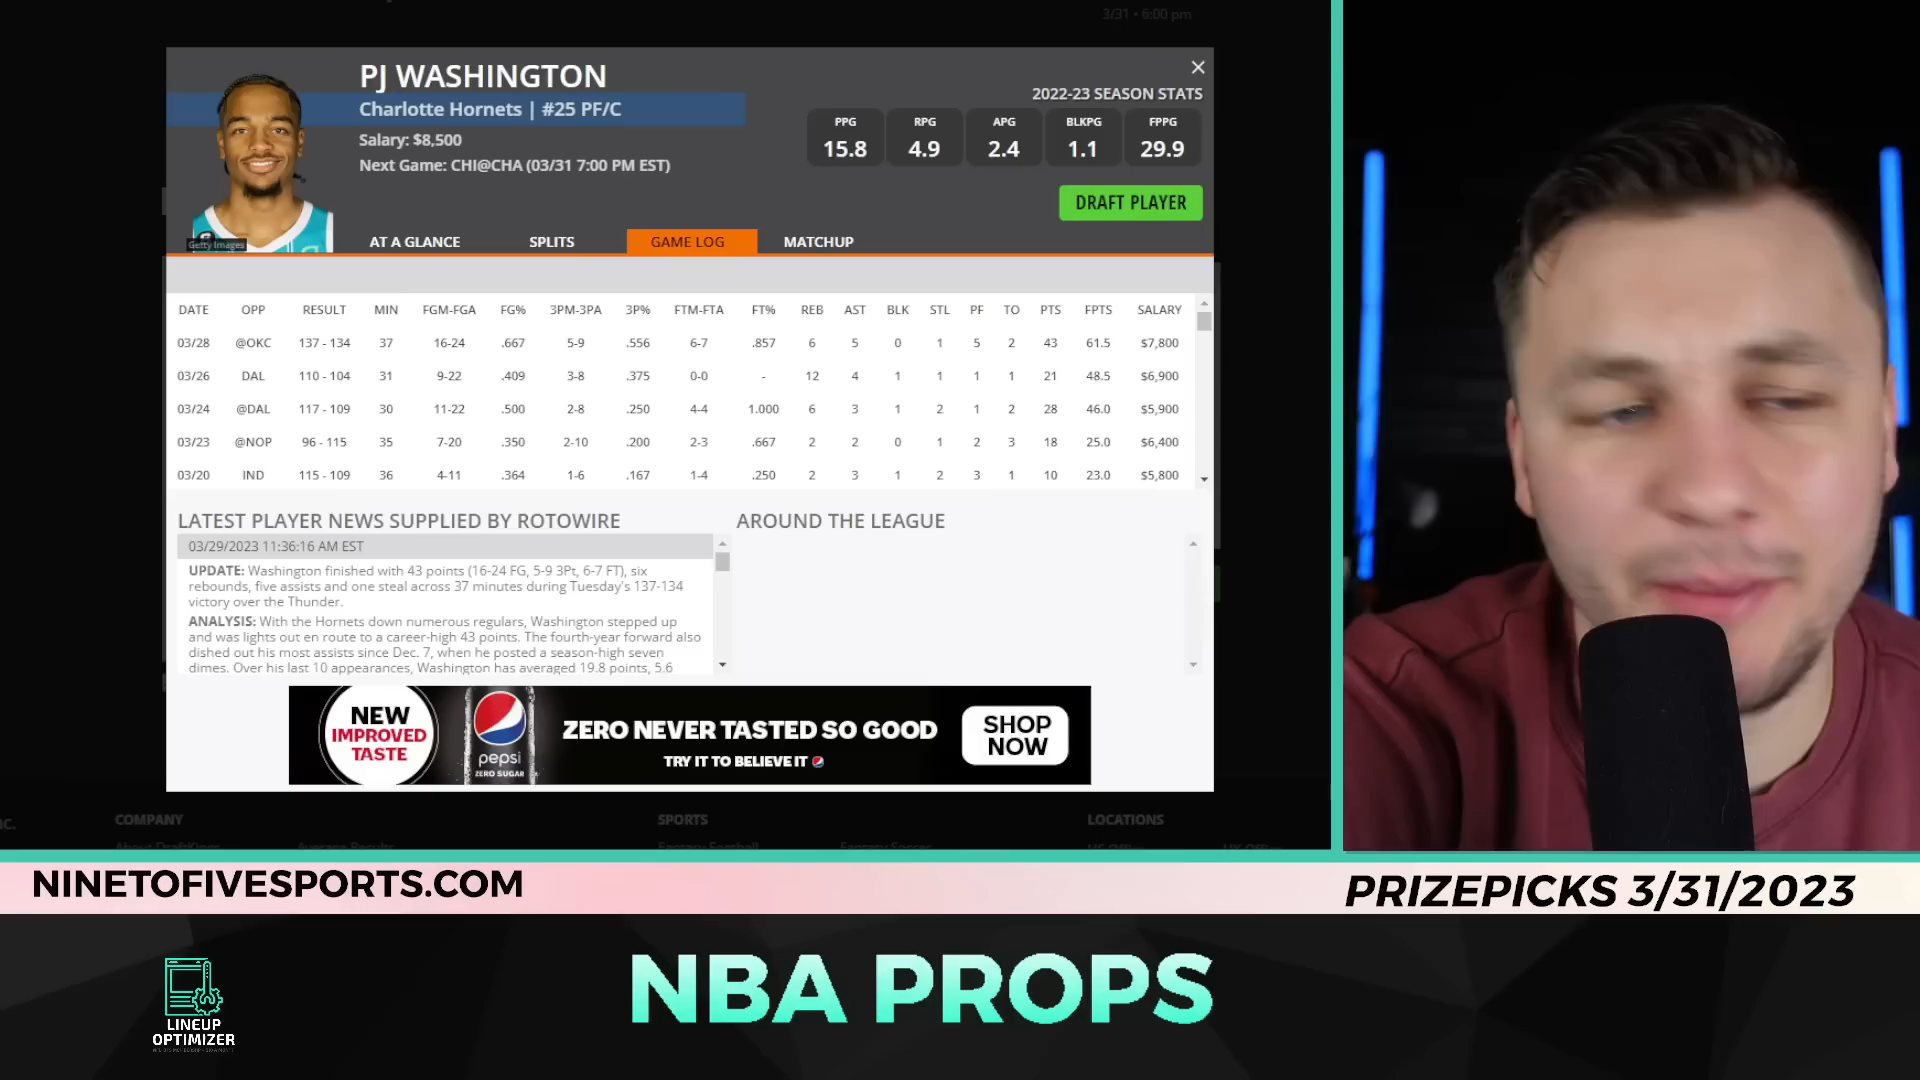 3/31 • 6:00 pm
PJ WASHINGTON
Charlotte Hornets | #25 PF/C
Salary: $8,500
Next Game: CHI@CHA (03/31 7:00 PM EST)
2022-23 SEASON STATS
PPG RPG APG BLKPG FPPG
15.8 4.9 2.4 1.1 29.9
DRAFT PLAYER
Getty Images
AT A GLANCE SPLITS GAME LOG MATCHUP
DATE OPP RESULT MIN FGM-FGA FG% 3PM-3PA 3P% FTM-FTA FT% REB AST BLK STL PF TO PTS FPTS SALARY
03/28 @OKC 137 - 134 37 16-24 .667 5-9 .556 6-7 .857 6 5 0 1 5 2 43 61.5 $7,800
03/26 DAL 110 - 104 31 9-22 .409 3-8 .375 0-0 - 12 4 1 1 1 1 21 48.5 $6,900
03/24 @DAL 117 - 109 30 11-22 .500 2-8 .250 4-4 1.000 6 3 1 2 1 2 28 46.0 $5,900
03/23 @NOP 96 - 115 35 7-20 .350 2-10 .200 2-3 .667 2 2 0 1 2 3 18 25.0 $6,400
03/20 IND 115 - 109 36 4-11 .364 1-6 .167 1-4 .250 2 3 1 2 3 1 10 23.0 $5,800
LATEST PLAYER NEWS SUPPLIED BY ROTOWIRE
03/29/2023 11:36:16 AM EST
UPDATE: Washington finished with 43 points (16-24 FG, 5-9 3Pt, 6-7 FT), six
rebounds, five assists and one steal across 37 minutes during Tuesday's 137-134
victory over the Thunder.
ANALYSIS: With the Hornets down numerous regulars, Washington stepped up
and was lights out en route to a career-high 43 points. The fourth-year forward also
dished out his most assists since Dec. 7, when he posted a season-high seven
dimes. Over his last 10 appearances, Washington has averaged 19.8 points, 5.6
AROUND THE LEAGUE
NEW
IMPROVED
TASTE
pepsi
ZERO SUGAR
ZERO NEVER TASTED SO GOOD
TRY IT TO BELIEVE IT
SHOP
NOW
COMPANY SPORTS LOCATIONS
NINETOFIVESPORTS.COM
PRIZEPICKS 3/31/2023
NBA PROPS
LINEUP
OPTIMIZER